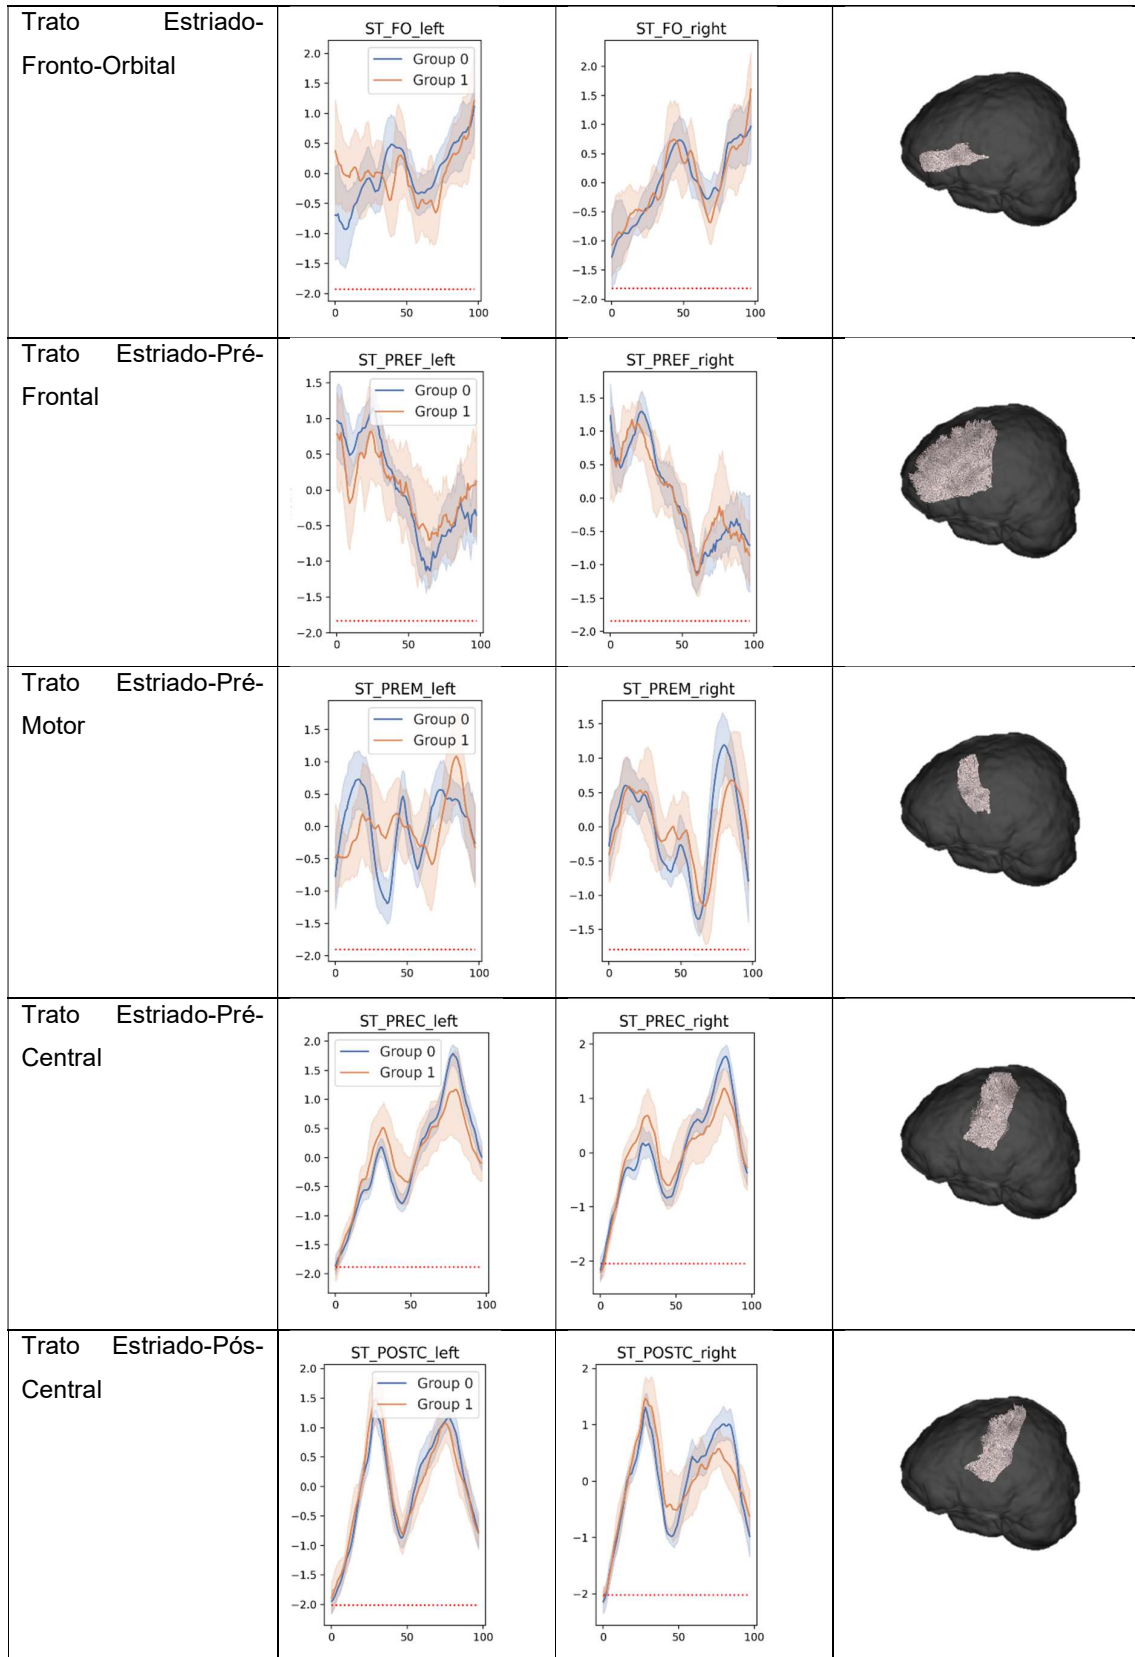 Trato Estriado-
Fronto-Orbital
ST_FO_left
Group 0
Group 1
2.0
1.5
1.0
0.5
0.0
−0.5
−1.0
−1.5
−2.0
0 50 100
ST_FO_right
2.0
1.5
1.0
0.5
0.0
−0.5
−1.0
−1.5
−2.0
0 50 100
Trato Estriado-Pré-
Frontal
ST_PREF_left
Group 0
Group 1
1.5
1.0
0.5
0.0
−0.5
−1.0
−1.5
−2.0
0 50 100
ST_PREF_right
1.5
1.0
0.5
0.0
−0.5
−1.0
−1.5
−2.0
0 50 100
Trato Estriado-Pré-
Motor
ST_PREM_left
Group 0
Group 1
1.5
1.0
0.5
0.0
−0.5
−1.0
−1.5
−2.0
0 50 100
ST_PREM_right
1.5
1.0
0.5
0.0
−0.5
−1.0
−1.5
0 50 100
Trato Estriado-Pré-
Central
ST_PREC_left
Group 0
Group 1
2.0
1.5
1.0
0.5
0.0
−0.5
−1.0
−1.5
−2.0
0 50 100
ST_PREC_right
2
1
0
−1
−2
0 50 100
Trato Estriado-Pós-
Central
ST_POSTC_left
Group 0
Group 1
2.0
1.5
1.0
0.5
0.0
−0.5
−1.0
−1.5
−2.0
0 50 100
ST_POSTC_right
2
1
0
−1
−2
0 50 100